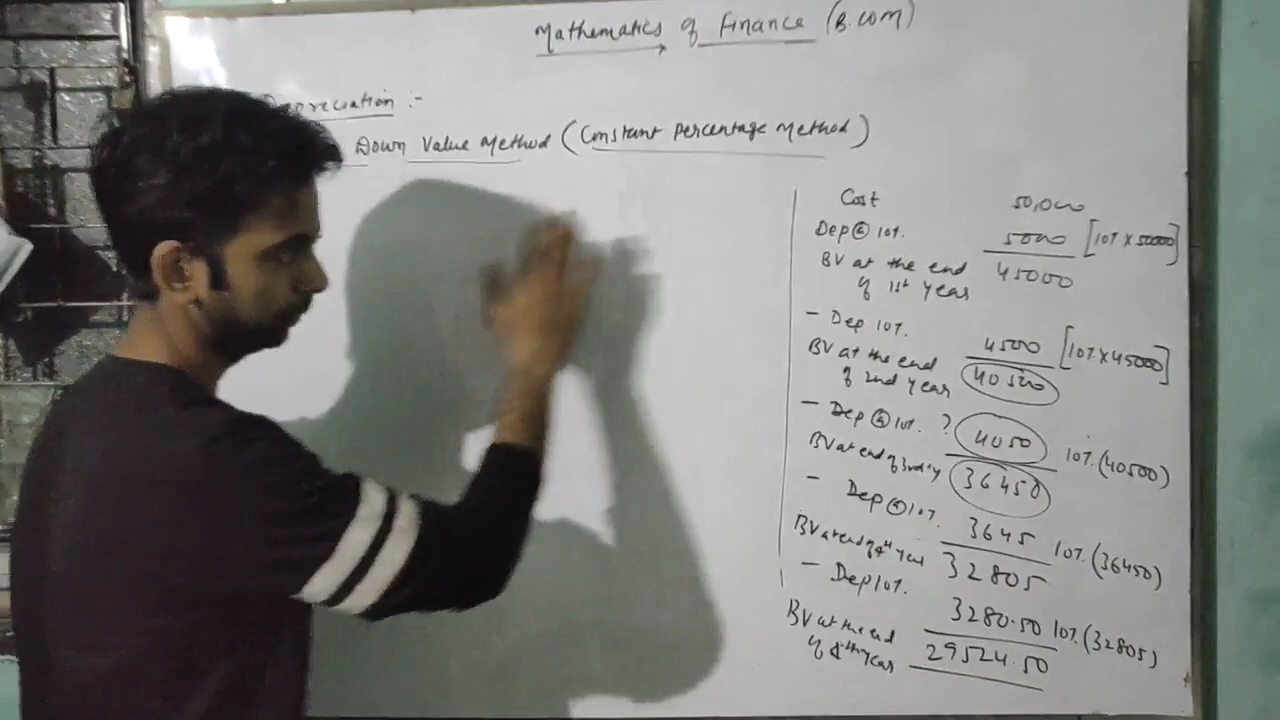 Mathematics of Finance (B.COM)
Depreciation :-
Down Value Method (Constant Percentage Method)
Cost 50,000
Dep @ 10%. 5000 [10% x 50000]
BV at the end 45000
of 1st year
- Dep 10%. 4500 [10% x 45000]
BV at the end 40500
of 2nd year
- Dep @ 10%. ? 4050 10% (40500)
BV at end of 3rd y 36450
- Dep @ 10%. 3645 10% (36450)
BV at end of 4th year 32805
- Dep 10%. 3280.50 10% (32805)
BV at the end 29524.50
of year